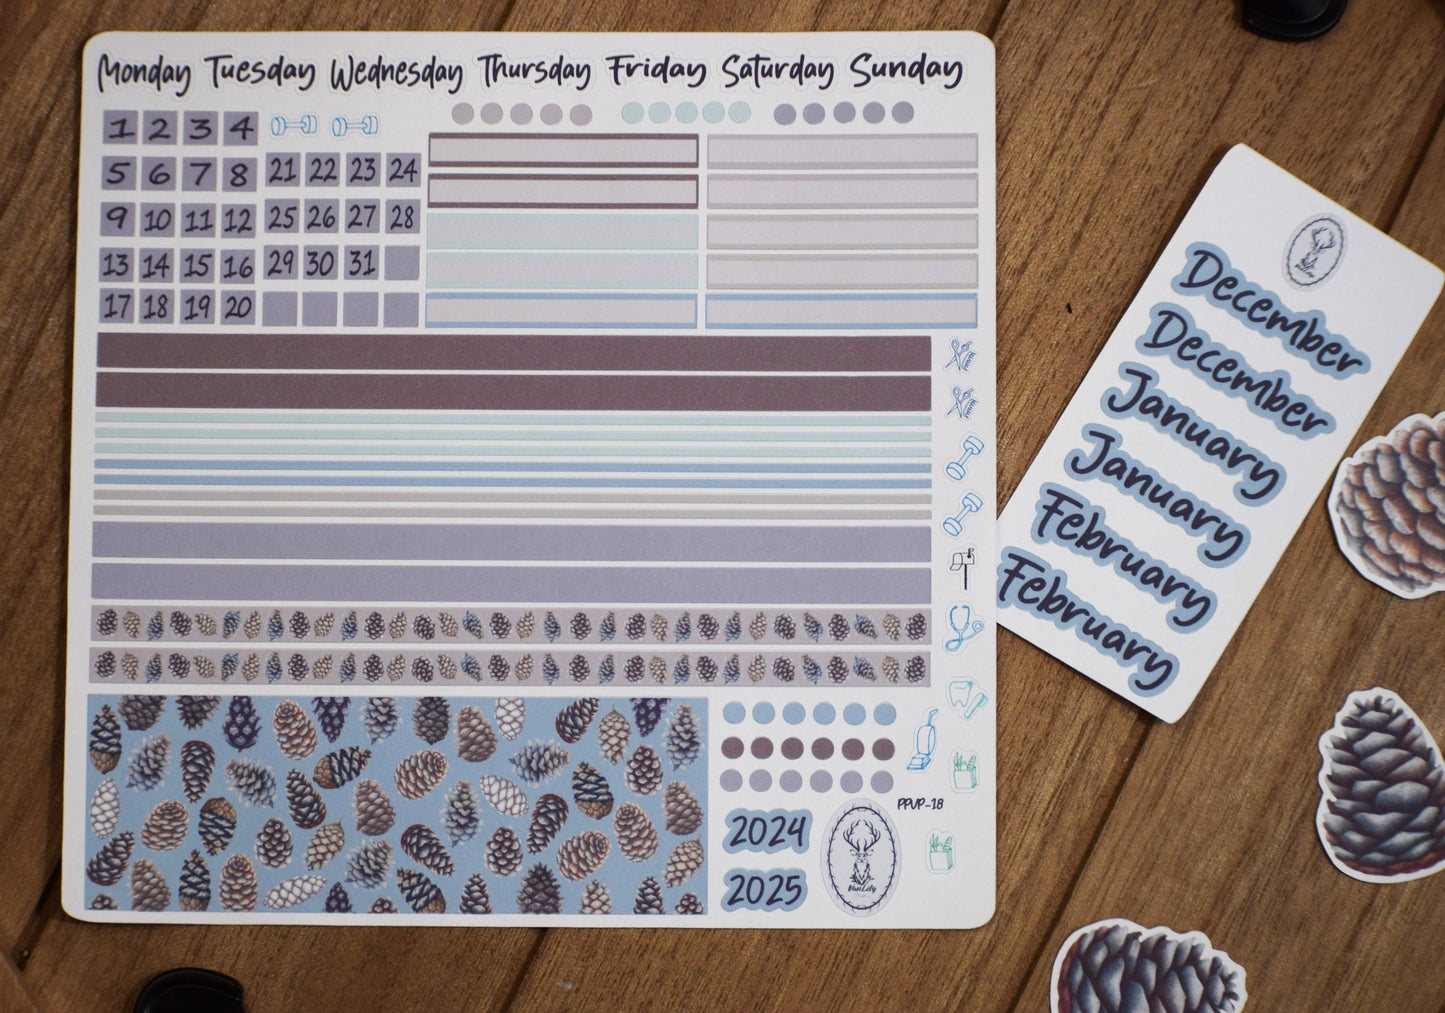 Monday Tuesday Wednesday Thursday Friday Saturday Sunday
1 2 3 4
5 6 7 8 21 22 23 24
9 10 11 12 25 26 27 28
13 14 15 16 29 30 31
17 18 19 20
PPVP-18
2024
2025
VanLily
December
December
January
January
February
February